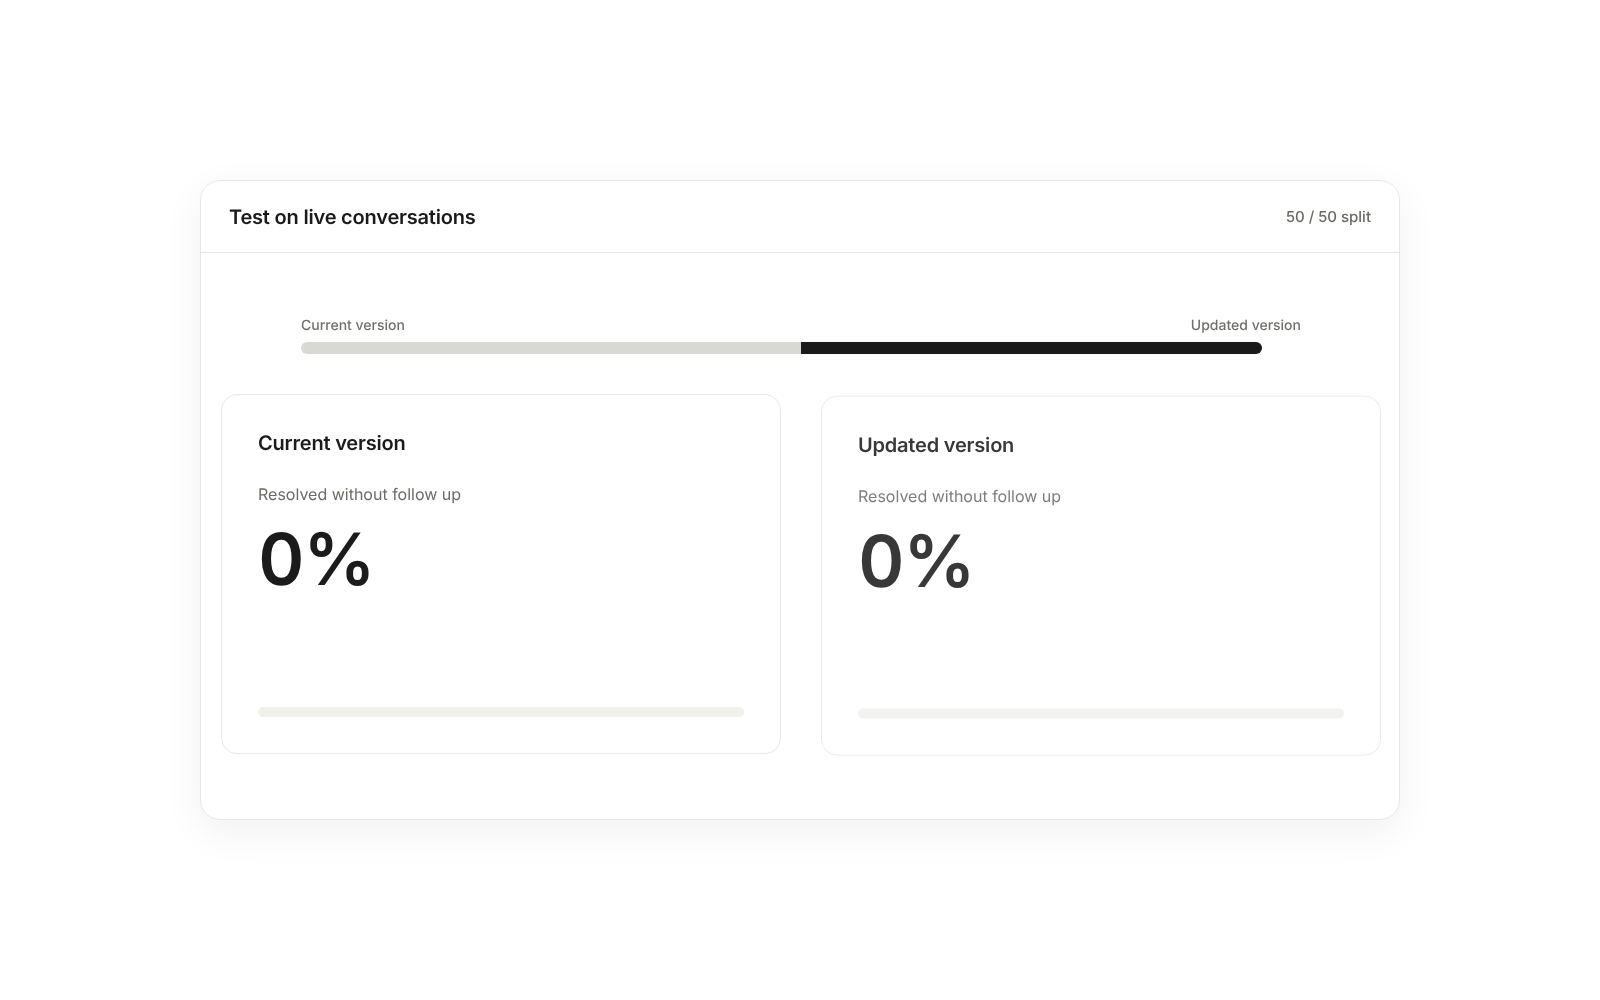 Test on live conversations
50 / 50 split
Current version
Updated version
Current version
Resolved without follow up
0%
Updated version
Resolved without follow up
0%